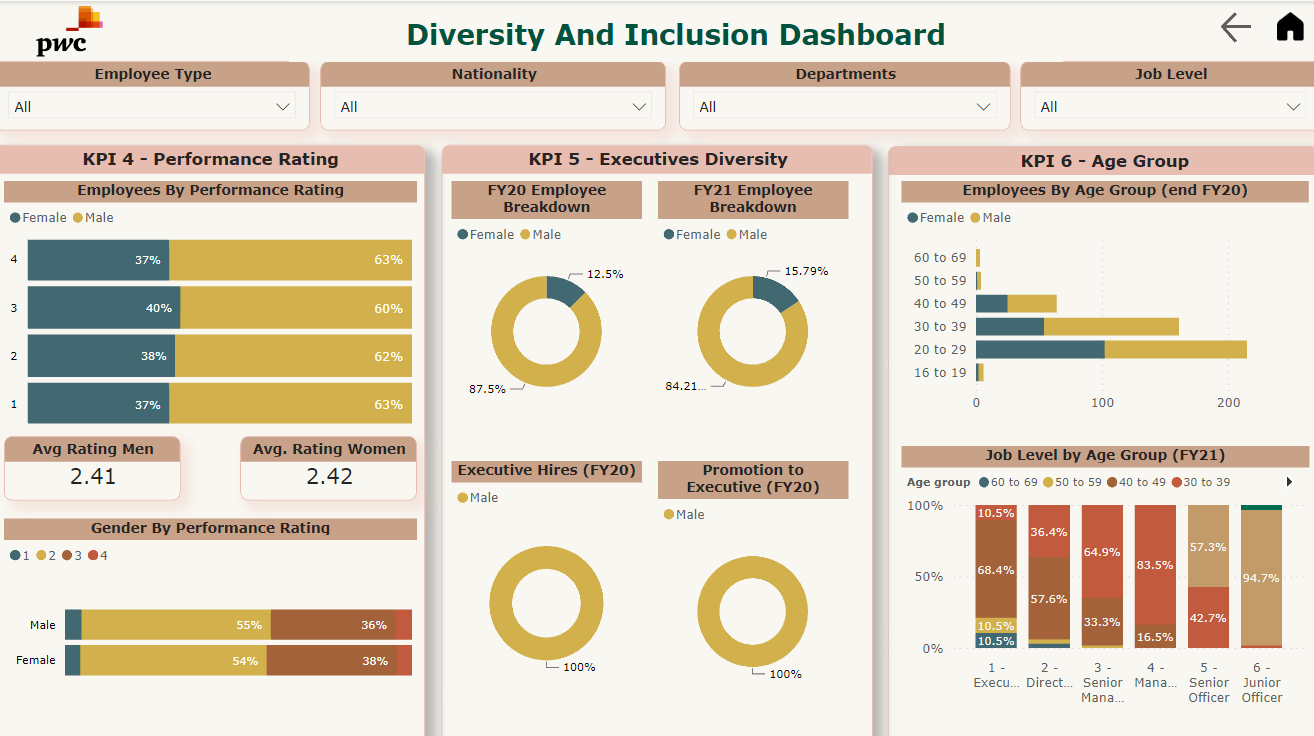 pwc
Diversity And Inclusion Dashboard
Employee Type
All
Nationality
All
Departments
All
Job Level
All
KPI 4 - Performance Rating
Employees By Performance Rating
Female Male
4 37% 63%
3 40% 60%
2 38% 62%
1 37% 63%
Avg Rating Men
2.41
Avg. Rating Women
2.42
Gender By Performance Rating
1 2 3 4
Male 55% 36%
Female 54% 38%
KPI 5 - Executives Diversity
FY20 Employee
Breakdown
Female Male
12.5%
87.5%
FY21 Employee
Breakdown
Female Male
15.79%
84.21...
Executive Hires (FY20)
Male
100%
Promotion to
Executive (FY20)
Male
100%
KPI 6 - Age Group
Employees By Age Group (end FY20)
Female Male
60 to 69
50 to 59
40 to 49
30 to 39
20 to 29
16 to 19
0 100 200
Job Level by Age Group (FY21)
Age group 60 to 69 50 to 59 40 to 49 30 to 39
100%
50%
0%
10.5%
68.4%
10.5%
10.5%
36.4%
57.6%
64.9%
33.3%
83.5%
16.5%
57.3%
42.7%
94.7%
1 -
Execu...
2 -
Direct...
3 -
Senior
Mana...
4 -
Mana...
5 -
Senior
Officer
6 -
Junior
Officer